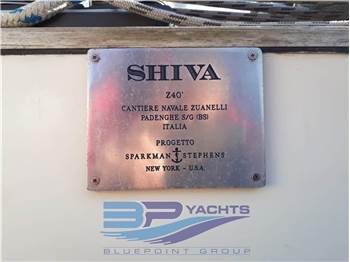 SHIVA
Z40'
CANTIERE NAVALE ZUANELLI
PADENGHE S/G (BS)
ITALIA
PROGETTO
SPARKMAN STEPHENS
NEW YORK - U.S.A.
BP YACHTS
BLUEPOINT GROUP